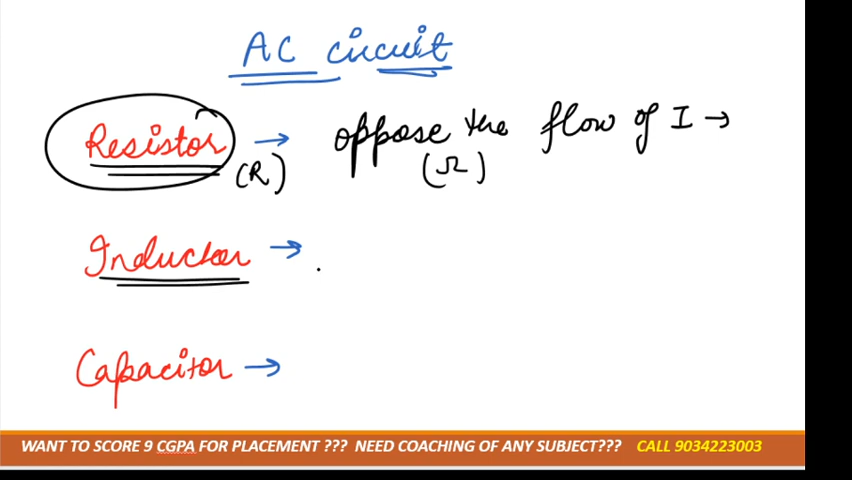 AC circuit
Resistor → oppose the flow of I →
(R) (Ω)
Inductor →
Capacitor →
WANT TO SCORE 9 CGPA FOR PLACEMENT ??? NEED COACHING OF ANY SUBJECT??? CALL 9034223003